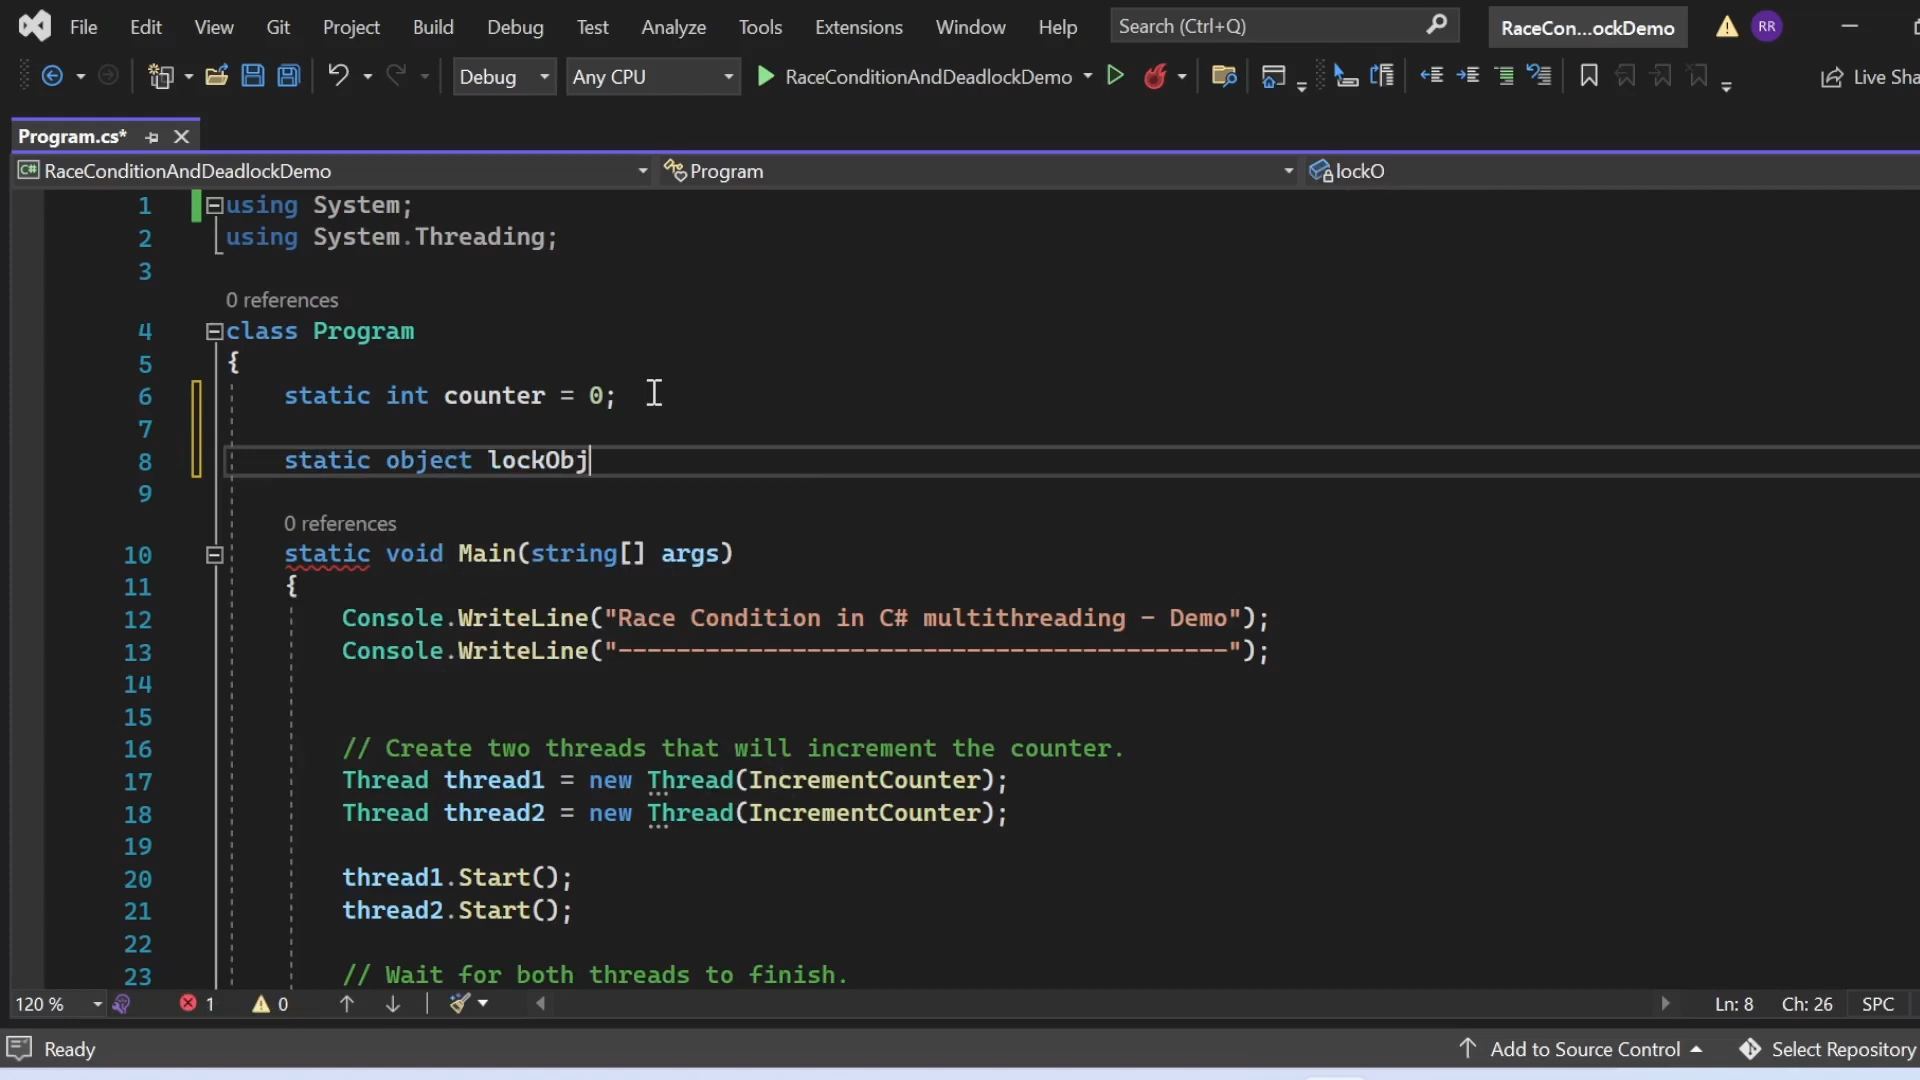 File Edit View Git Project Build Debug Test Analyze Tools Extensions Window Help Search (Ctrl+Q) RaceCon...ockDemo RR
Debug Any CPU RaceConditionAndDeadlockDemo Live Sha
Program.cs*
C# RaceConditionAndDeadlockDemo Program lockO
1 using System;
2 using System.Threading;
3
0 references
4 class Program
5 {
6 static int counter = 0;
7
8 static object lockObj
9
0 references
10 static void Main(string[] args)
11 {
12 Console.WriteLine("Race Condition in C# multithreading - Demo");
13 Console.WriteLine("------------------------------------------");
14
15
16 // Create two threads that will increment the counter.
17 Thread thread1 = new Thread(IncrementCounter);
18 Thread thread2 = new Thread(IncrementCounter);
19
20 thread1.Start();
21 thread2.Start();
22
23 // Wait for both threads to finish.
120 % 1 0 Ln: 8 Ch: 26 SPC
Ready Add to Source Control Select Repository